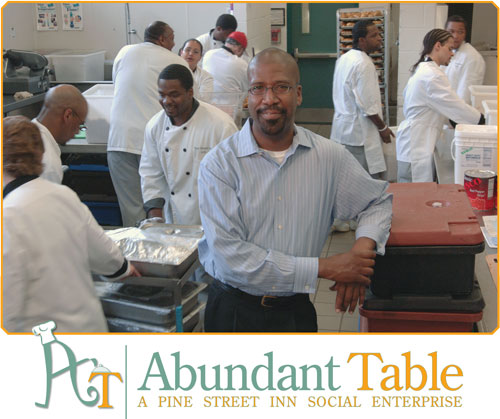 AT
Abundant Table
A PINE STREET INN SOCIAL ENTERPRISE